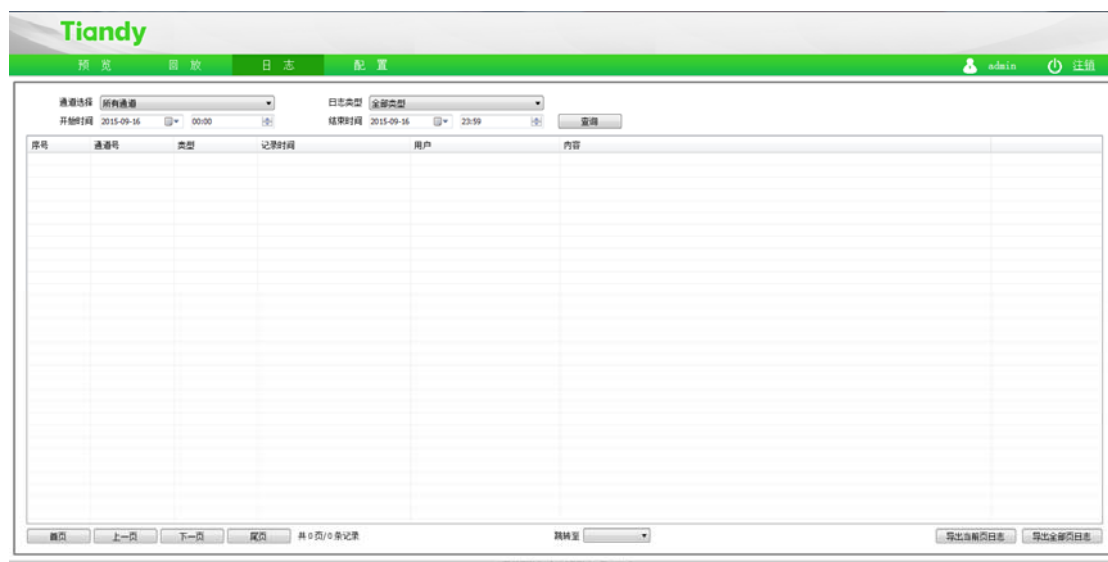 Tiandy
预 览 回 放 日 志 配 置 admin 注销
通道选择 所有通道 日志类型 全部类型
开始时间 2015-09-16 00:00 结束时间 2015-09-16 23:59 查询
序号 通道号 类型 记录时间 用户 内容
首页 上一页 下一页 尾页 共 0 页/0 条记录 跳转至 导出当前页日志 导出全部页日志